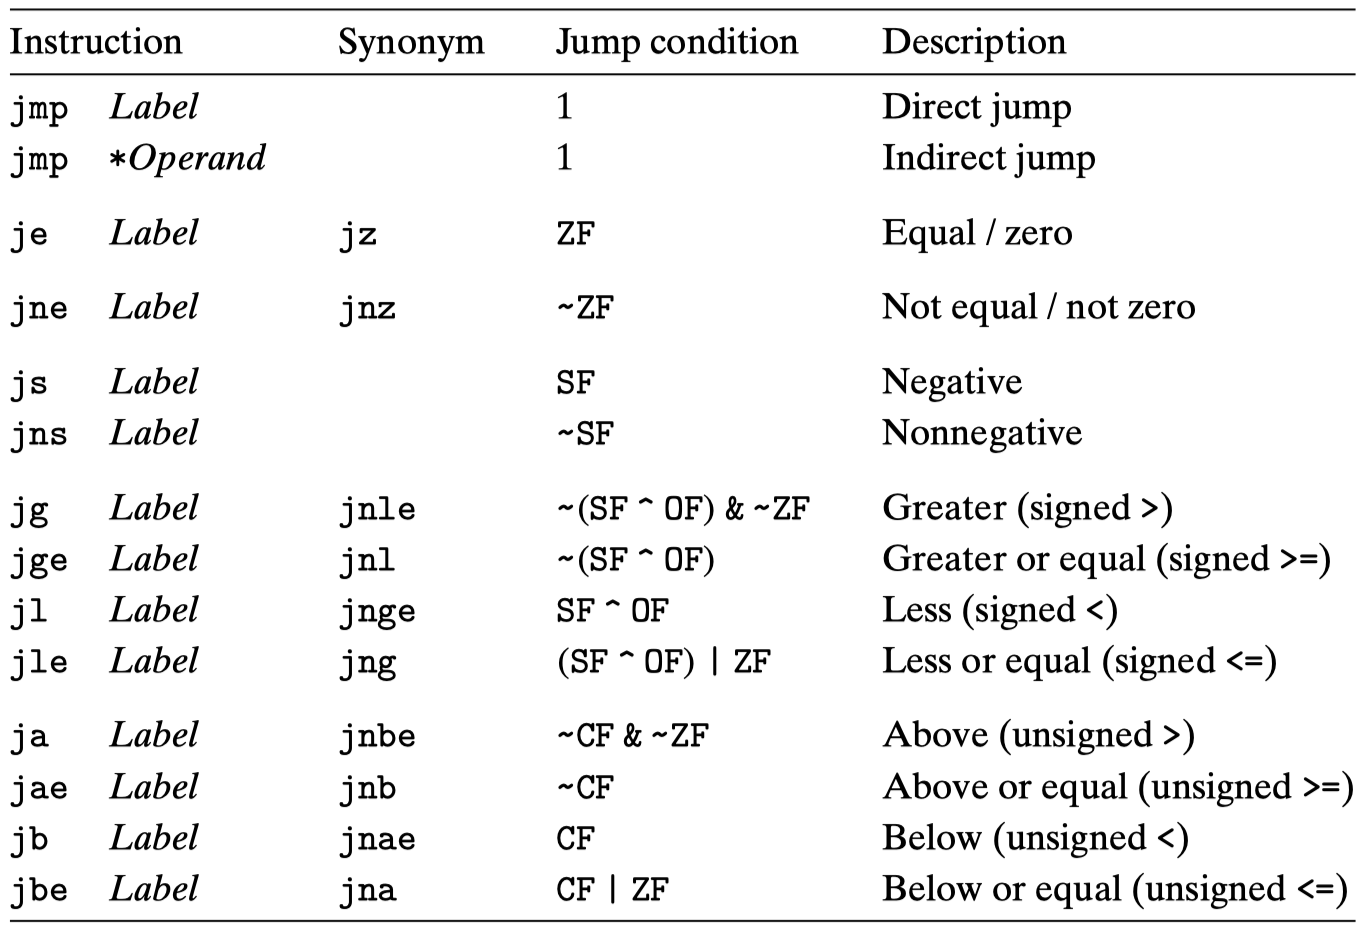 Instruction Synonym Jump condition Description
jmp Label 1 Direct jump
jmp *Operand 1 Indirect jump
je Label jz ZF Equal / zero
jne Label jnz ~ZF Not equal / not zero
js Label SF Negative
jns Label ~SF Nonnegative
jg Label jnle ~(SF ^ OF) & ~ZF Greater (signed >)
jge Label jnl ~(SF ^ OF) Greater or equal (signed >=)
jl Label jnge SF ^ OF Less (signed <)
jle Label jng (SF ^ OF) | ZF Less or equal (signed <=)
ja Label jnbe ~CF & ~ZF Above (unsigned >)
jae Label jnb ~CF Above or equal (unsigned >=)
jb Label jnae CF Below (unsigned <)
jbe Label jna CF | ZF Below or equal (unsigned <=)